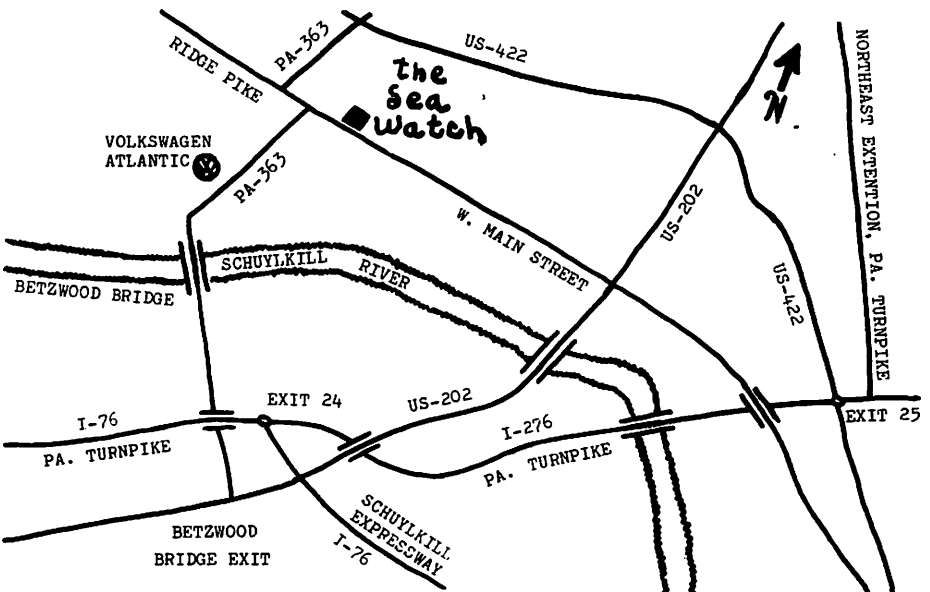 PA-363
US-422
RIDGE PIKE
the
Sea
Watch
N
NORTHEAST EXTENTION, PA. TURNPIKE
VOLKSWAGEN
ATLANTIC
PA-363
W. MAIN STREET
US-202
SCHUYLKILL
RIVER
BETZWOOD BRIDGE
US-422
EXIT 24
US-202
I-76
PA. TURNPIKE
I-276
PA. TURNPIKE
EXIT 25
BETZWOOD
BRIDGE EXIT
SCHUYLKILL
EXPRESSWAY
I-76